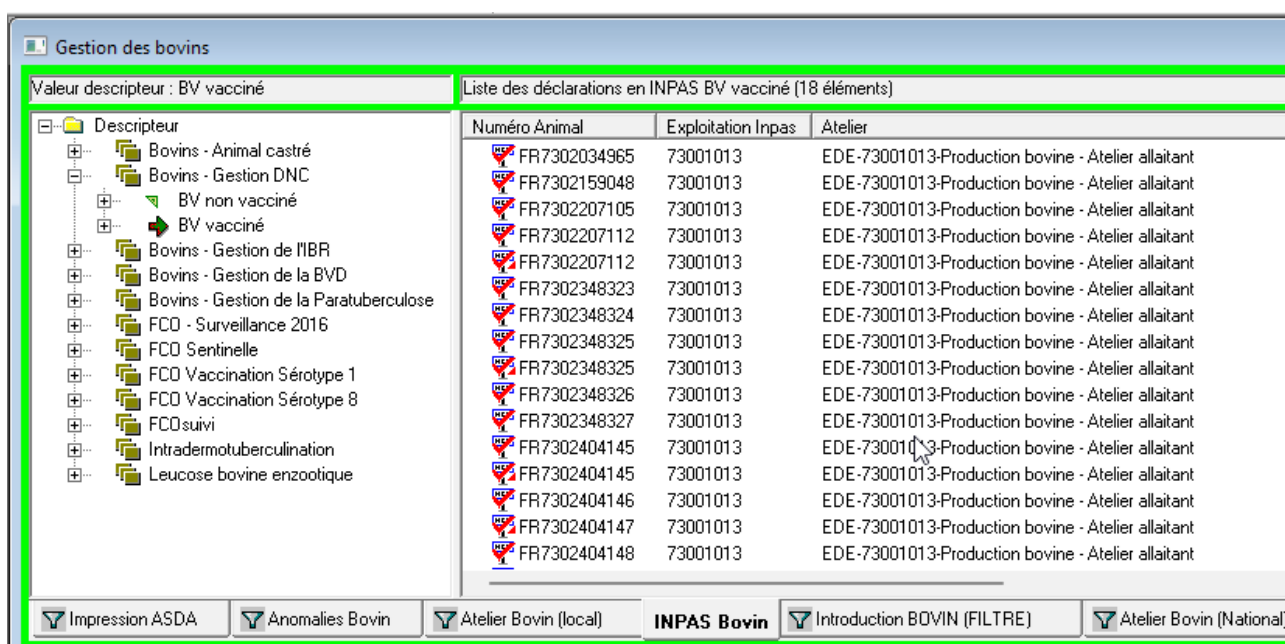 Gestion des bovins
Valeur descripteur : BV vacciné
Liste des déclarations en INPAS BV vacciné (18 éléments)
Descripteur
Bovins - Animal castré
Bovins - Gestion DNC
BV non vacciné
BV vacciné
Bovins - Gestion de l'IBR
Bovins - Gestion de la BVD
Bovins - Gestion de la Paratuberculose
FCO - Surveillance 2016
FCO Sentinelle
FCO Vaccination Sérotype 1
FCO Vaccination Sérotype 8
FCOsuivi
Intradermotuberculination
Leucose bovine enzootique
Numéro Animal Exploitation Inpas Atelier
FR7302034965 73001013 EDE-73001013-Production bovine - Atelier allaitant
FR7302159048 73001013 EDE-73001013-Production bovine - Atelier allaitant
FR7302207105 73001013 EDE-73001013-Production bovine - Atelier allaitant
FR7302207112 73001013 EDE-73001013-Production bovine - Atelier allaitant
FR7302207112 73001013 EDE-73001013-Production bovine - Atelier allaitant
FR7302348323 73001013 EDE-73001013-Production bovine - Atelier allaitant
FR7302348324 73001013 EDE-73001013-Production bovine - Atelier allaitant
FR7302348325 73001013 EDE-73001013-Production bovine - Atelier allaitant
FR7302348325 73001013 EDE-73001013-Production bovine - Atelier allaitant
FR7302348326 73001013 EDE-73001013-Production bovine - Atelier allaitant
FR7302348327 73001013 EDE-73001013-Production bovine - Atelier allaitant
FR7302404145 73001013 EDE-73001013-Production bovine - Atelier allaitant
FR7302404145 73001013 EDE-73001013-Production bovine - Atelier allaitant
FR7302404146 73001013 EDE-73001013-Production bovine - Atelier allaitant
FR7302404147 73001013 EDE-73001013-Production bovine - Atelier allaitant
FR7302404148 73001013 EDE-73001013-Production bovine - Atelier allaitant
Impression ASDA Anomalies Bovin Atelier Bovin (local) INPAS Bovin Introduction BOVIN (FILTRE) Atelier Bovin (National)